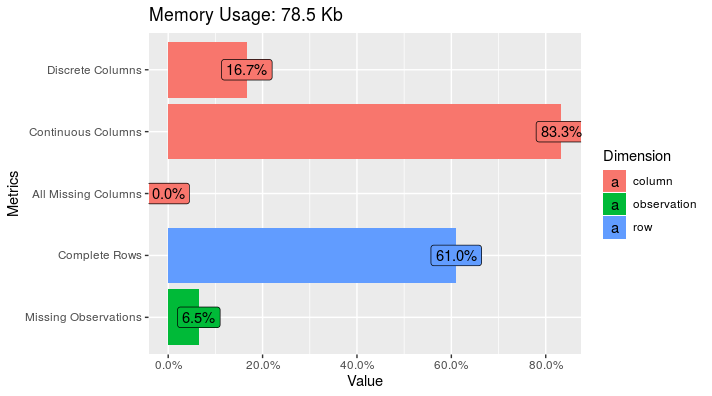 Memory Usage: 78.5 Kb
Metrics
Discrete Columns
16.7%
Continuous Columns
83.3%
All Missing Columns
0.0%
Complete Rows
61.0%
Missing Observations
6.5%
0.0% 20.0% 40.0% 60.0% 80.0%
Value
Dimension
a column
a observation
a row